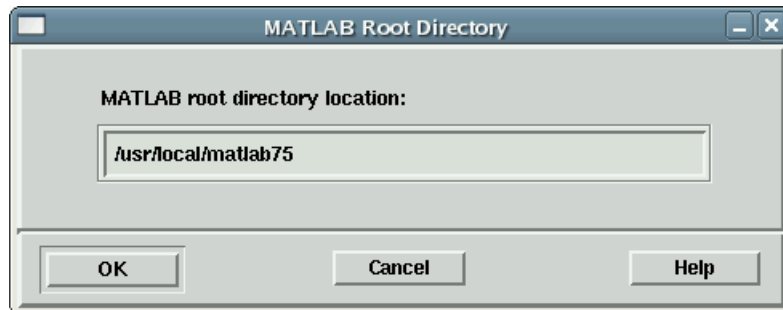 MATLAB Root Directory
MATLAB root directory location:
/usr/local/matlab75
OK Cancel Help